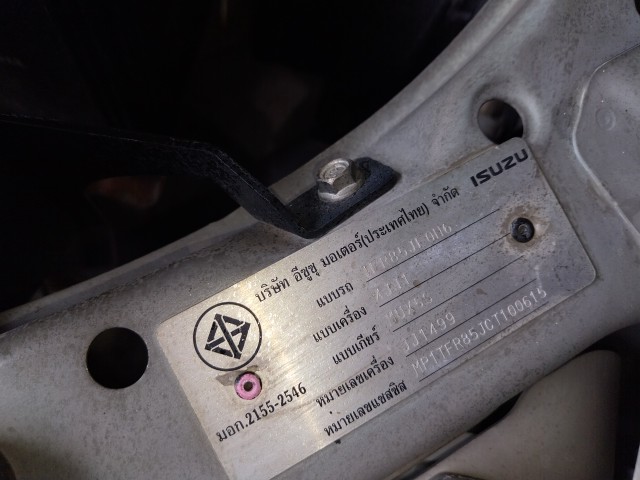 ISUZU
บริษัท อีซูซุ มอเตอร์(ประเทศไทย) จำกัด
แบบรถ
แบบเครื่อง 4JJ1
แบบเกียร์
หมายเลขเครื่อง
หมายเลขแชสซิส MP1TFR85JCT100615
มอก.2155-2546